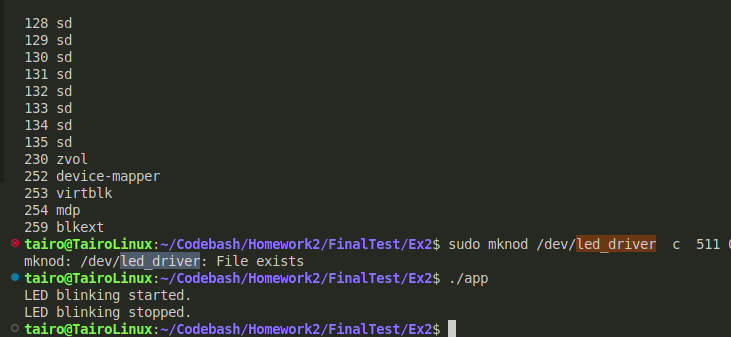 128 sd
129 sd
130 sd
131 sd
132 sd
133 sd
134 sd
135 sd
230 zvol
252 device-mapper
253 virtblk
254 mdp
259 blkext
tairo@TairoLinux:~/Codebash/Homework2/FinalTest/Ex2$ sudo mknod /dev/led_driver  c  511 0
mknod: /dev/led_driver: File exists
tairo@TairoLinux:~/Codebash/Homework2/FinalTest/Ex2$ ./app
LED blinking started.
LED blinking stopped.
tairo@TairoLinux:~/Codebash/Homework2/FinalTest/Ex2$